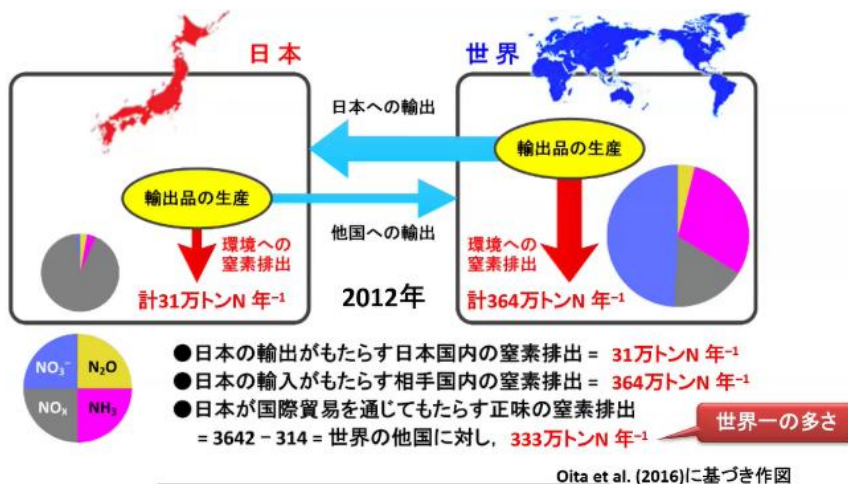 日本
世界
日本への輸出
輸出品の生産
輸出品の生産
他国への輸出
環境への
窒素排出
計31万トンN 年⁻¹
2012年
環境への
窒素排出
計364万トンN 年⁻¹
NO₃⁻
N₂O
NOₓ
NH₃
●日本の輸出がもたらす日本国内の窒素排出 = 31万トンN 年⁻¹
●日本の輸入がもたらす相手国内の窒素排出 = 364万トンN 年⁻¹
●日本が国際貿易を通じてもたらす正味の窒素排出
= 3642 − 314 = 世界の他国に対し, 333万トンN 年⁻¹
世界一の多さ
Oita et al. (2016)に基づき作図